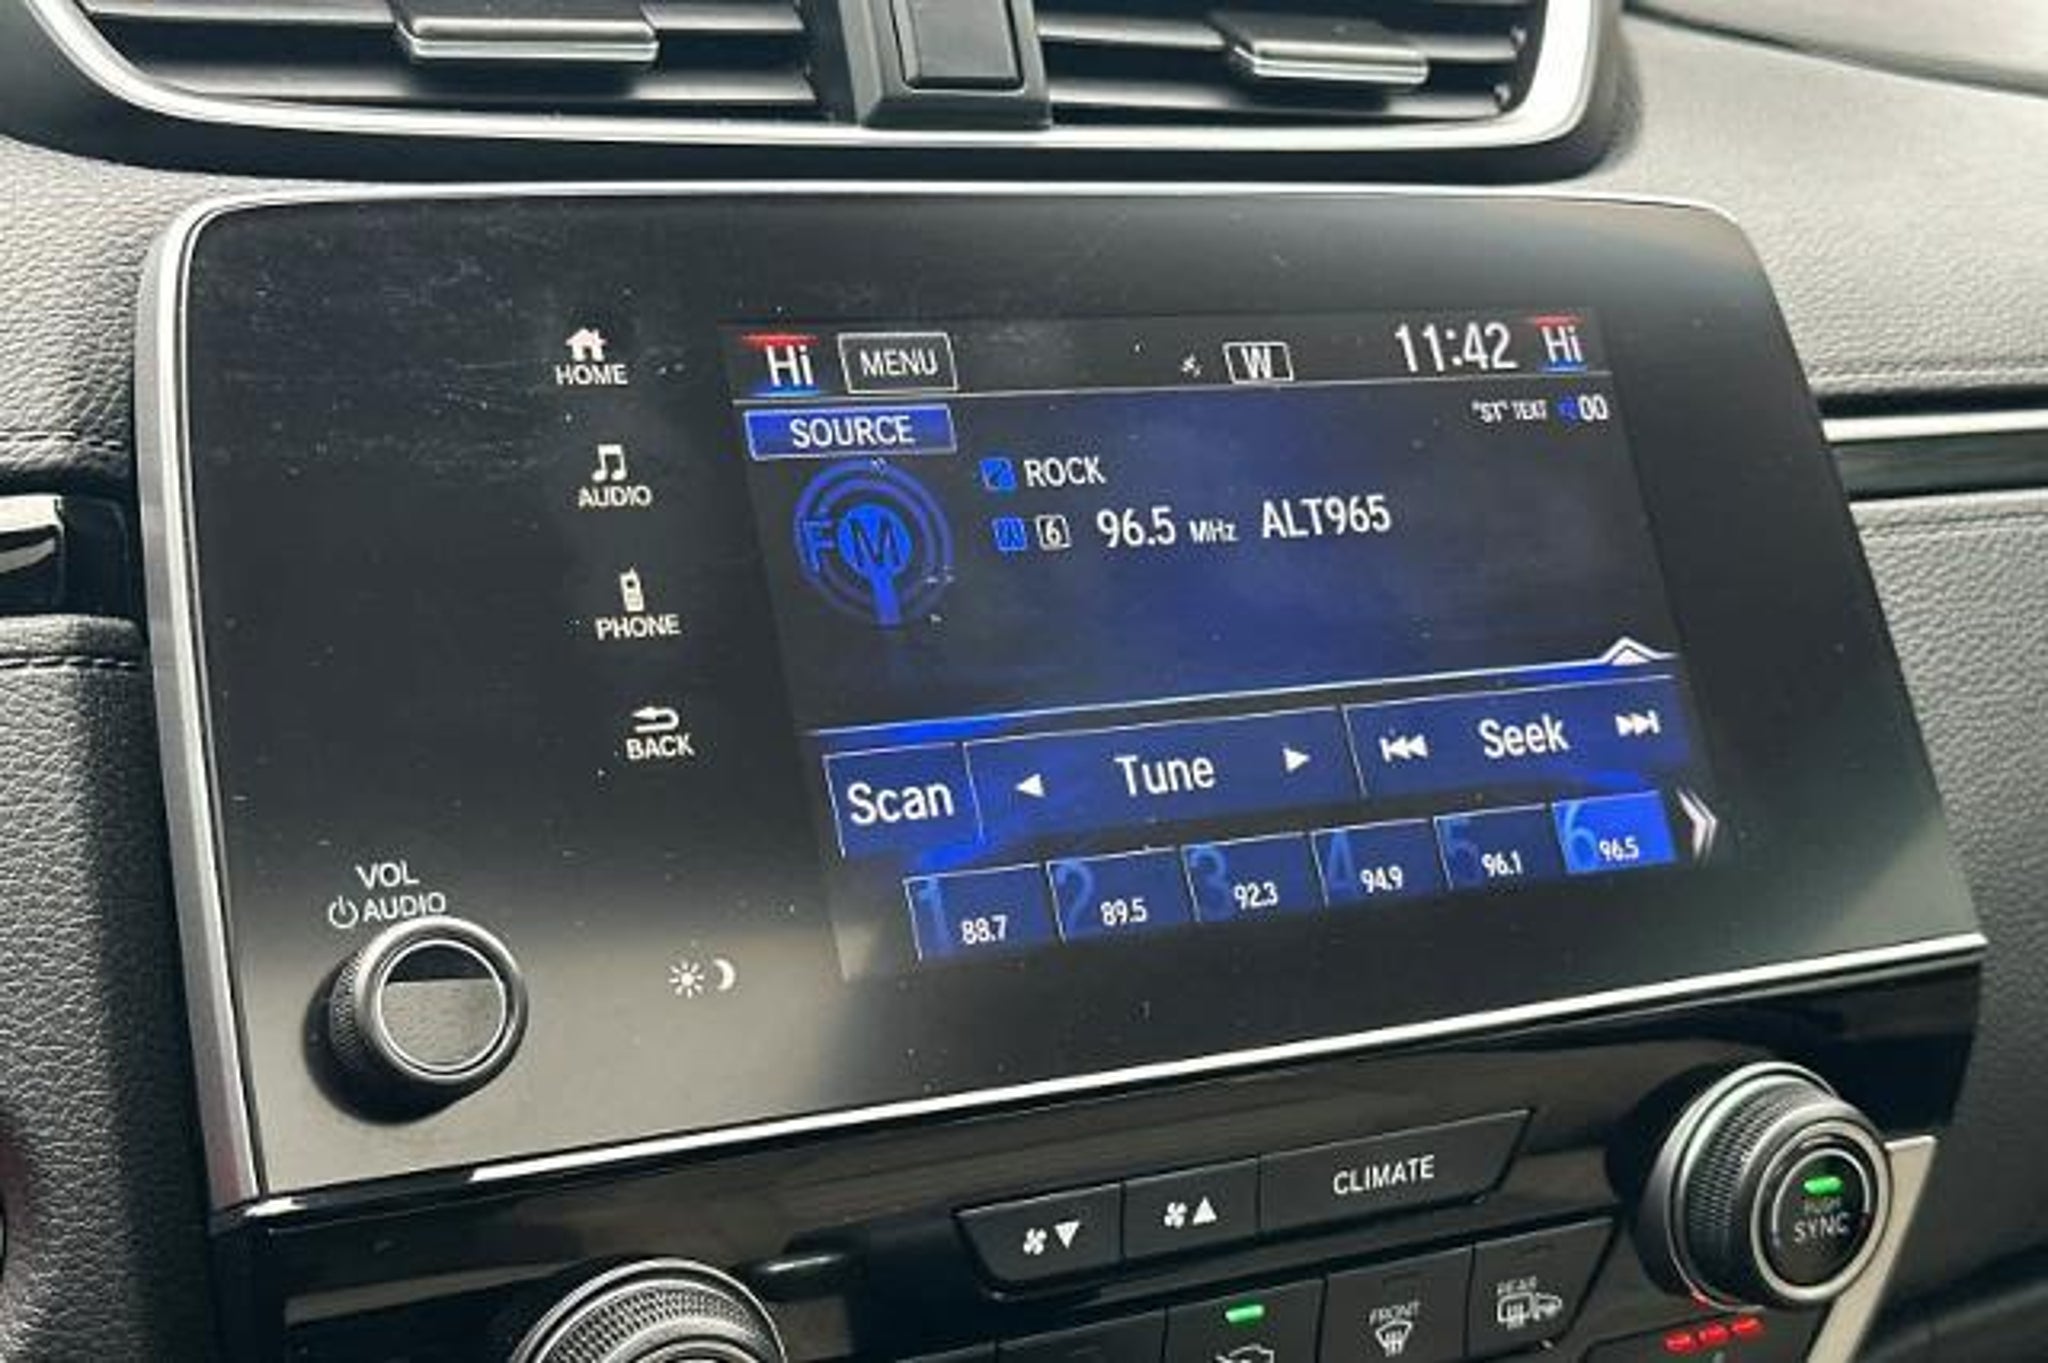 HOME
AUDIO
PHONE
BACK
VOL
AUDIO
Hi MENU W 11:42 Hi
SOURCE
"ST" TEXT 00
ROCK
FM
6 96.5 MHz ALT965
Scan Tune Seek
1 88.7 2 89.5 3 92.3 4 94.9 5 96.1 6 96.5
CLIMATE
SYNC
FRONT
REAR